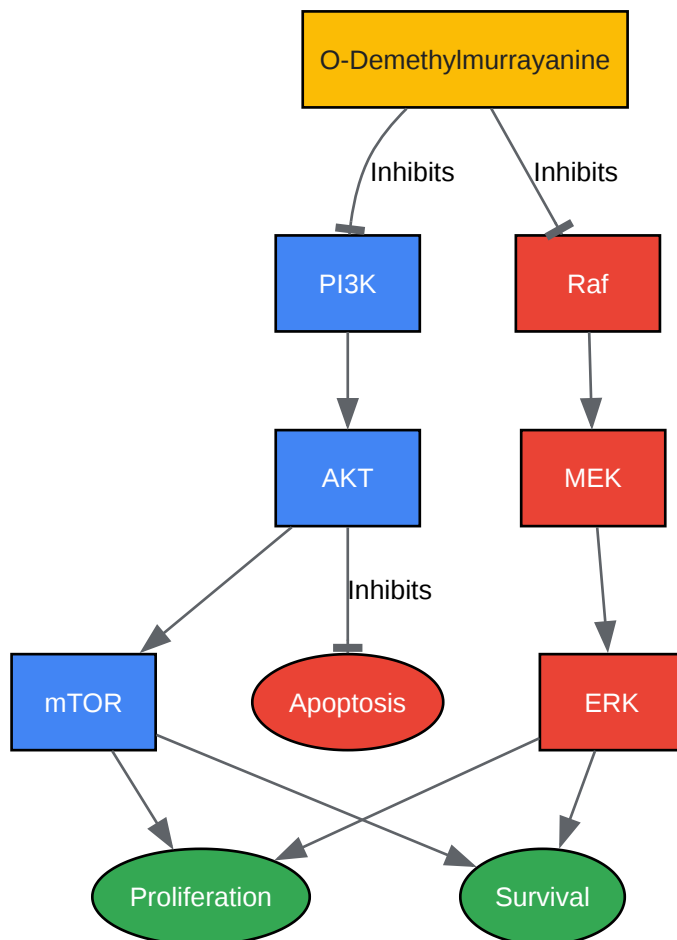 O-Demethylmurrayanine
Inhibits
Inhibits
PI3K
Raf
AKT
MEK
Inhibits
mTOR
Apoptosis
ERK
Proliferation
Survival